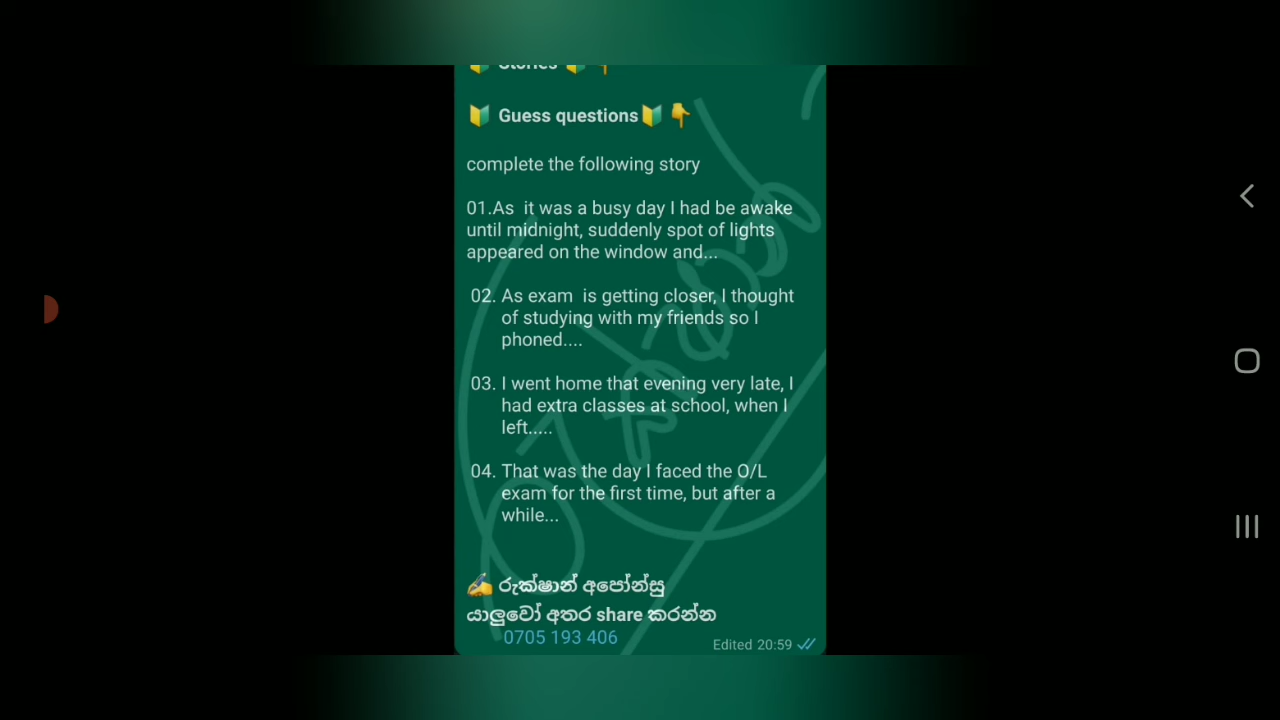 🔰 Stories 🔰 👇
🔰 Guess questions🔰 👇
complete the following story
01.As it was a busy day I had be awake
until midnight, suddenly spot of lights
appeared on the window and...
02. As exam is getting closer, I thought
of studying with my friends so I
phoned....
03. I went home that evening very late, I
had extra classes at school, when I
left.....
04. That was the day I faced the O/L
exam for the first time, but after a
while...
✍️ රුක්ෂාන් අපෝන්සු
යාලුවෝ අතර share කරන්න
0705 193 406
Edited 20:59